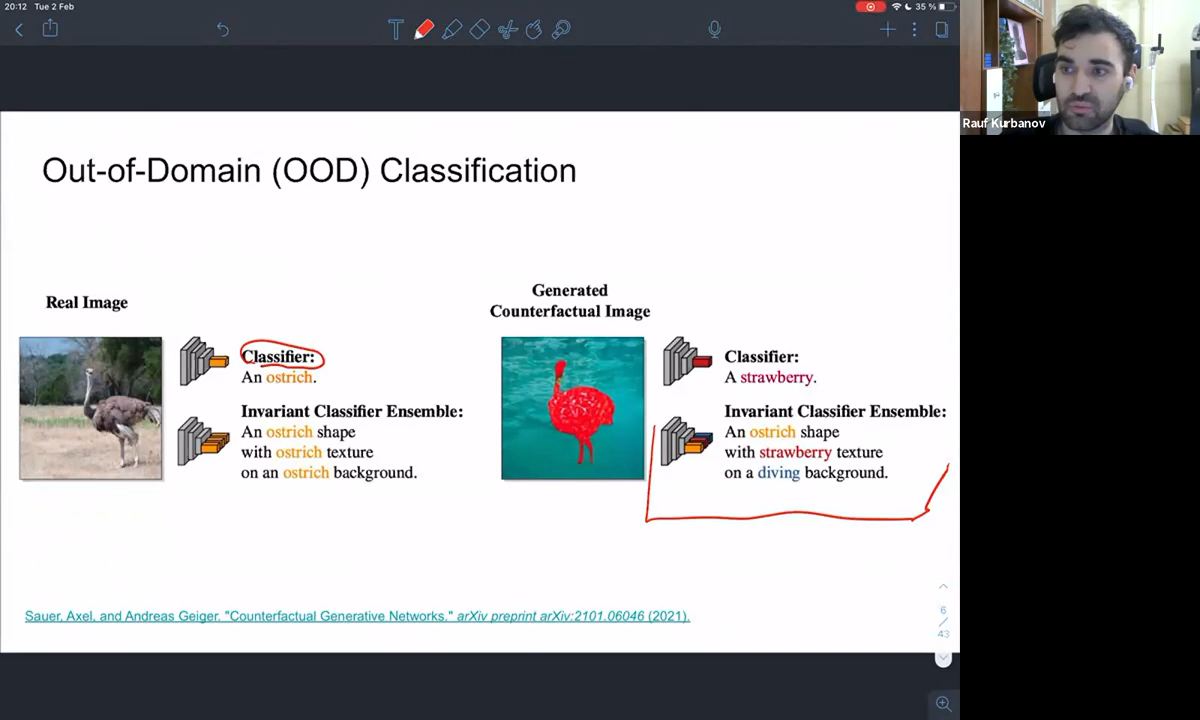 20:12 Tue 2 Feb
35 %
T
Rauf Kurbanov
Out-of-Domain (OOD) Classification
Real Image
Classifier:
An ostrich.
Invariant Classifier Ensemble:
An ostrich shape
with ostrich texture
on an ostrich background.
Generated
Counterfactual Image
Classifier:
A strawberry.
Invariant Classifier Ensemble:
An ostrich shape
with strawberry texture
on a diving background.
Sauer, Axel, and Andreas Geiger. "Counterfactual Generative Networks." arXiv preprint arXiv:2101.06046 (2021).
6
/
43